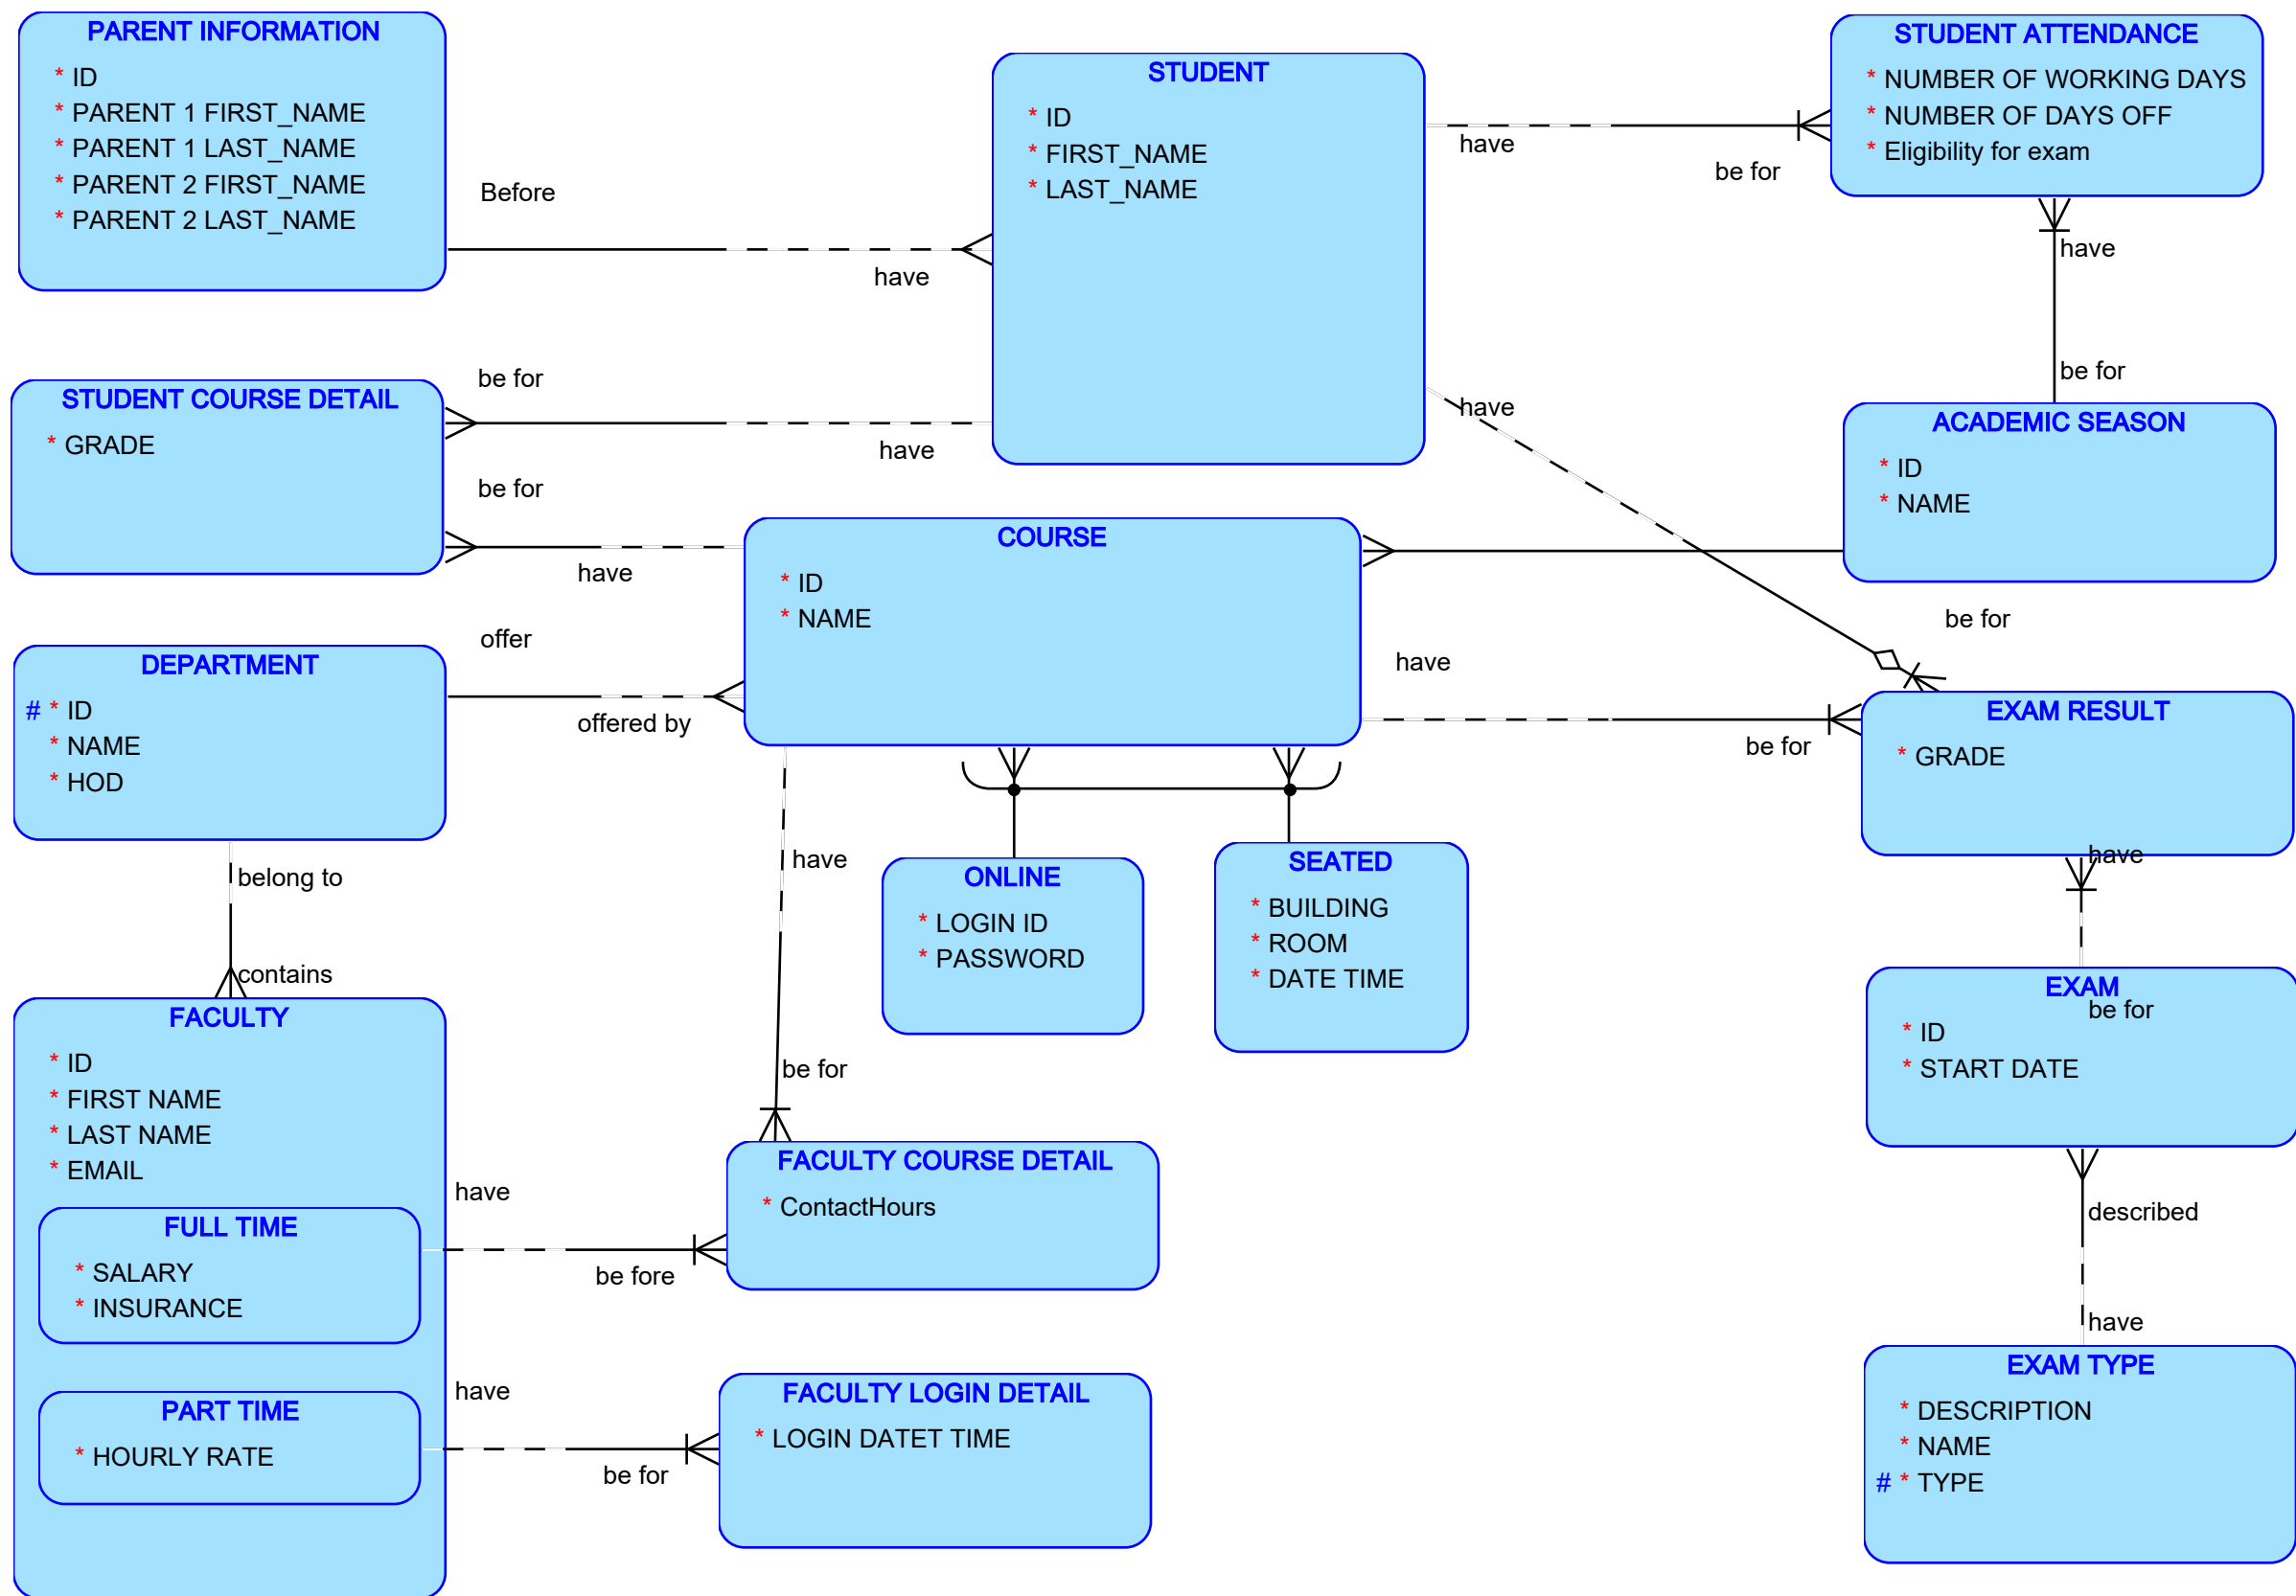 PARENT INFORMATION
* ID
* PARENT 1 FIRST_NAME
* PARENT 1 LAST_NAME
* PARENT 2 FIRST_NAME
* PARENT 2 LAST_NAME
Before
have
STUDENT
* ID
* FIRST_NAME
* LAST_NAME
have
be for
STUDENT ATTENDANCE
* NUMBER OF WORKING DAYS
* NUMBER OF DAYS OFF
* Eligibility for exam
have
be for
STUDENT COURSE DETAIL
* GRADE
be for
have
be for
have
have
be for
ACADEMIC SEASON
* ID
* NAME
COURSE
* ID
* NAME
DEPARTMENT
# * ID
* NAME
* HOD
offer
offered by
have
be for
EXAM RESULT
* GRADE
belong to
contains
have
be for
ONLINE
* LOGIN ID
* PASSWORD
SEATED
* BUILDING
* ROOM
* DATE TIME
have
be for
EXAM
* ID
* START DATE
FACULTY
* ID
* FIRST NAME
* LAST NAME
* EMAIL
FULL TIME
* SALARY
* INSURANCE
PART TIME
* HOURLY RATE
have
be fore
FACULTY COURSE DETAIL
* ContactHours
have
be for
FACULTY LOGIN DETAIL
* LOGIN DATET TIME
described
have
EXAM TYPE
* DESCRIPTION
* NAME
# * TYPE